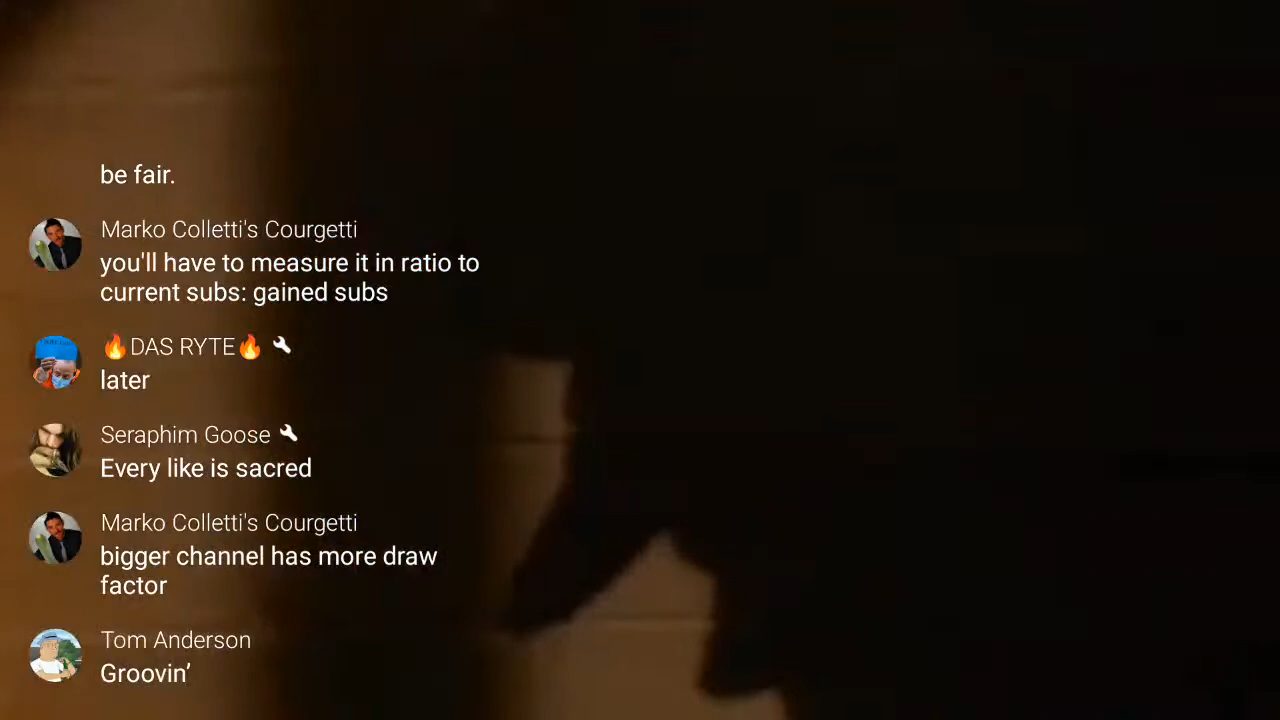 be fair.
Marko Colletti's Courgetti
you'll have to measure it in ratio to
current subs: gained subs
🔥DAS RYTE🔥
later
Seraphim Goose
Every like is sacred
Marko Colletti's Courgetti
bigger channel has more draw
factor
Tom Anderson
Groovin’